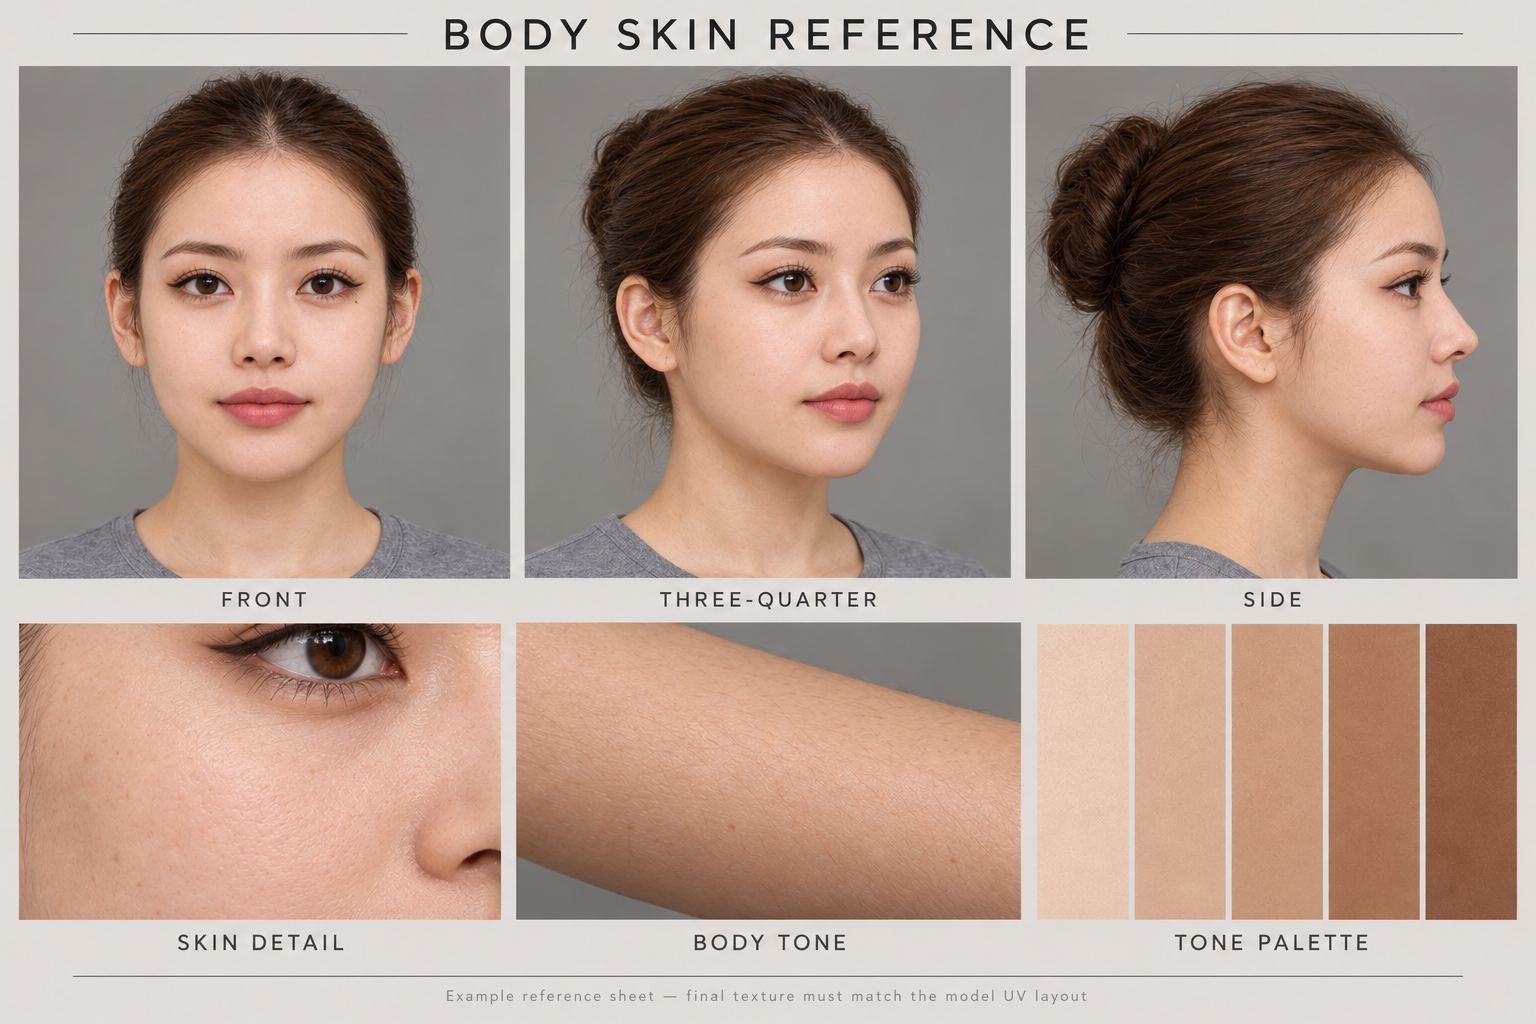 BODY SKIN REFERENCE
FRONT
THREE-QUARTER
SIDE
SKIN DETAIL
BODY TONE
TONE PALETTE
Example reference sheet — final texture must match the model UV layout